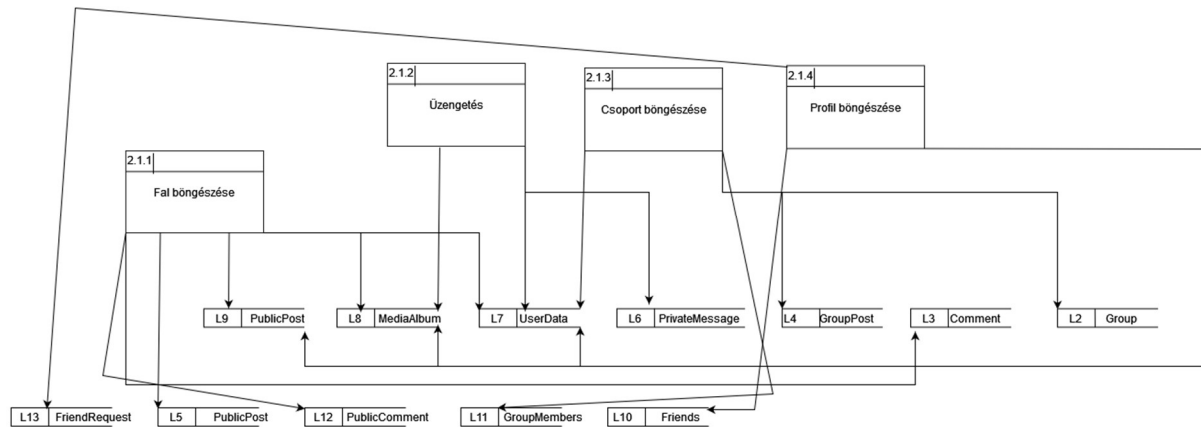 2.1.2
Üzengetés
2.1.3
Csoport böngészése
2.1.4
Profil böngészése
2.1.1
Fal böngészése
L9 PublicPost
L8 MediaAlbum
L7 UserData
L6 PrivateMessage
L4 GroupPost
L3 Comment
L2 Group
L13 FriendRequest
L5 PublicPost
L12 PublicComment
L11 GroupMembers
L10 Friends